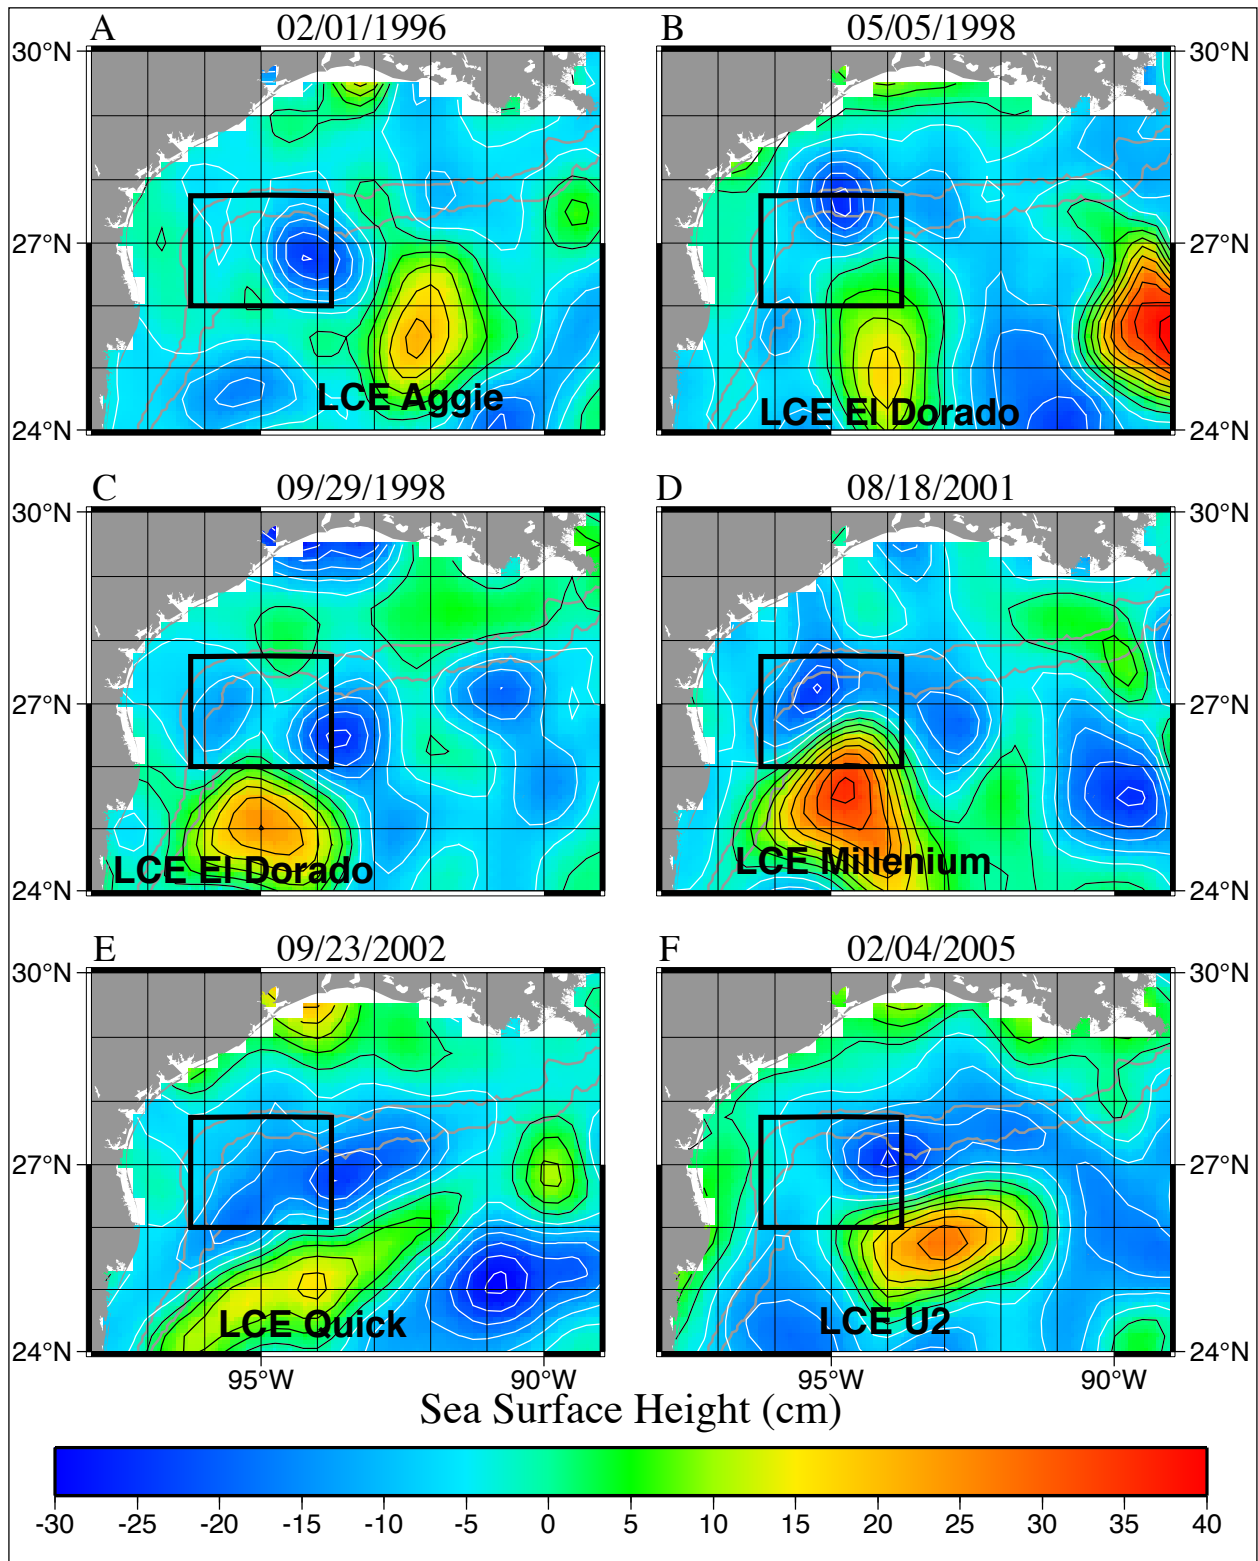 A 02/01/1996 B 05/05/1998
30°N 30°N
27°N 27°N
LCE Aggie LCE El Dorado
24°N 24°N
C 09/29/1998 D 08/18/2001
30°N 30°N
27°N 27°N
LCE El Dorado LCE Millenium
24°N 24°N
E 09/23/2002 F 02/04/2005
30°N 30°N
27°N 27°N
LCE Quick LCE U2
24°N 24°N
95°W 90°W 95°W 90°W
Sea Surface Height (cm)
-30 -25 -20 -15 -10 -5 0 5 10 15 20 25 30 35 40